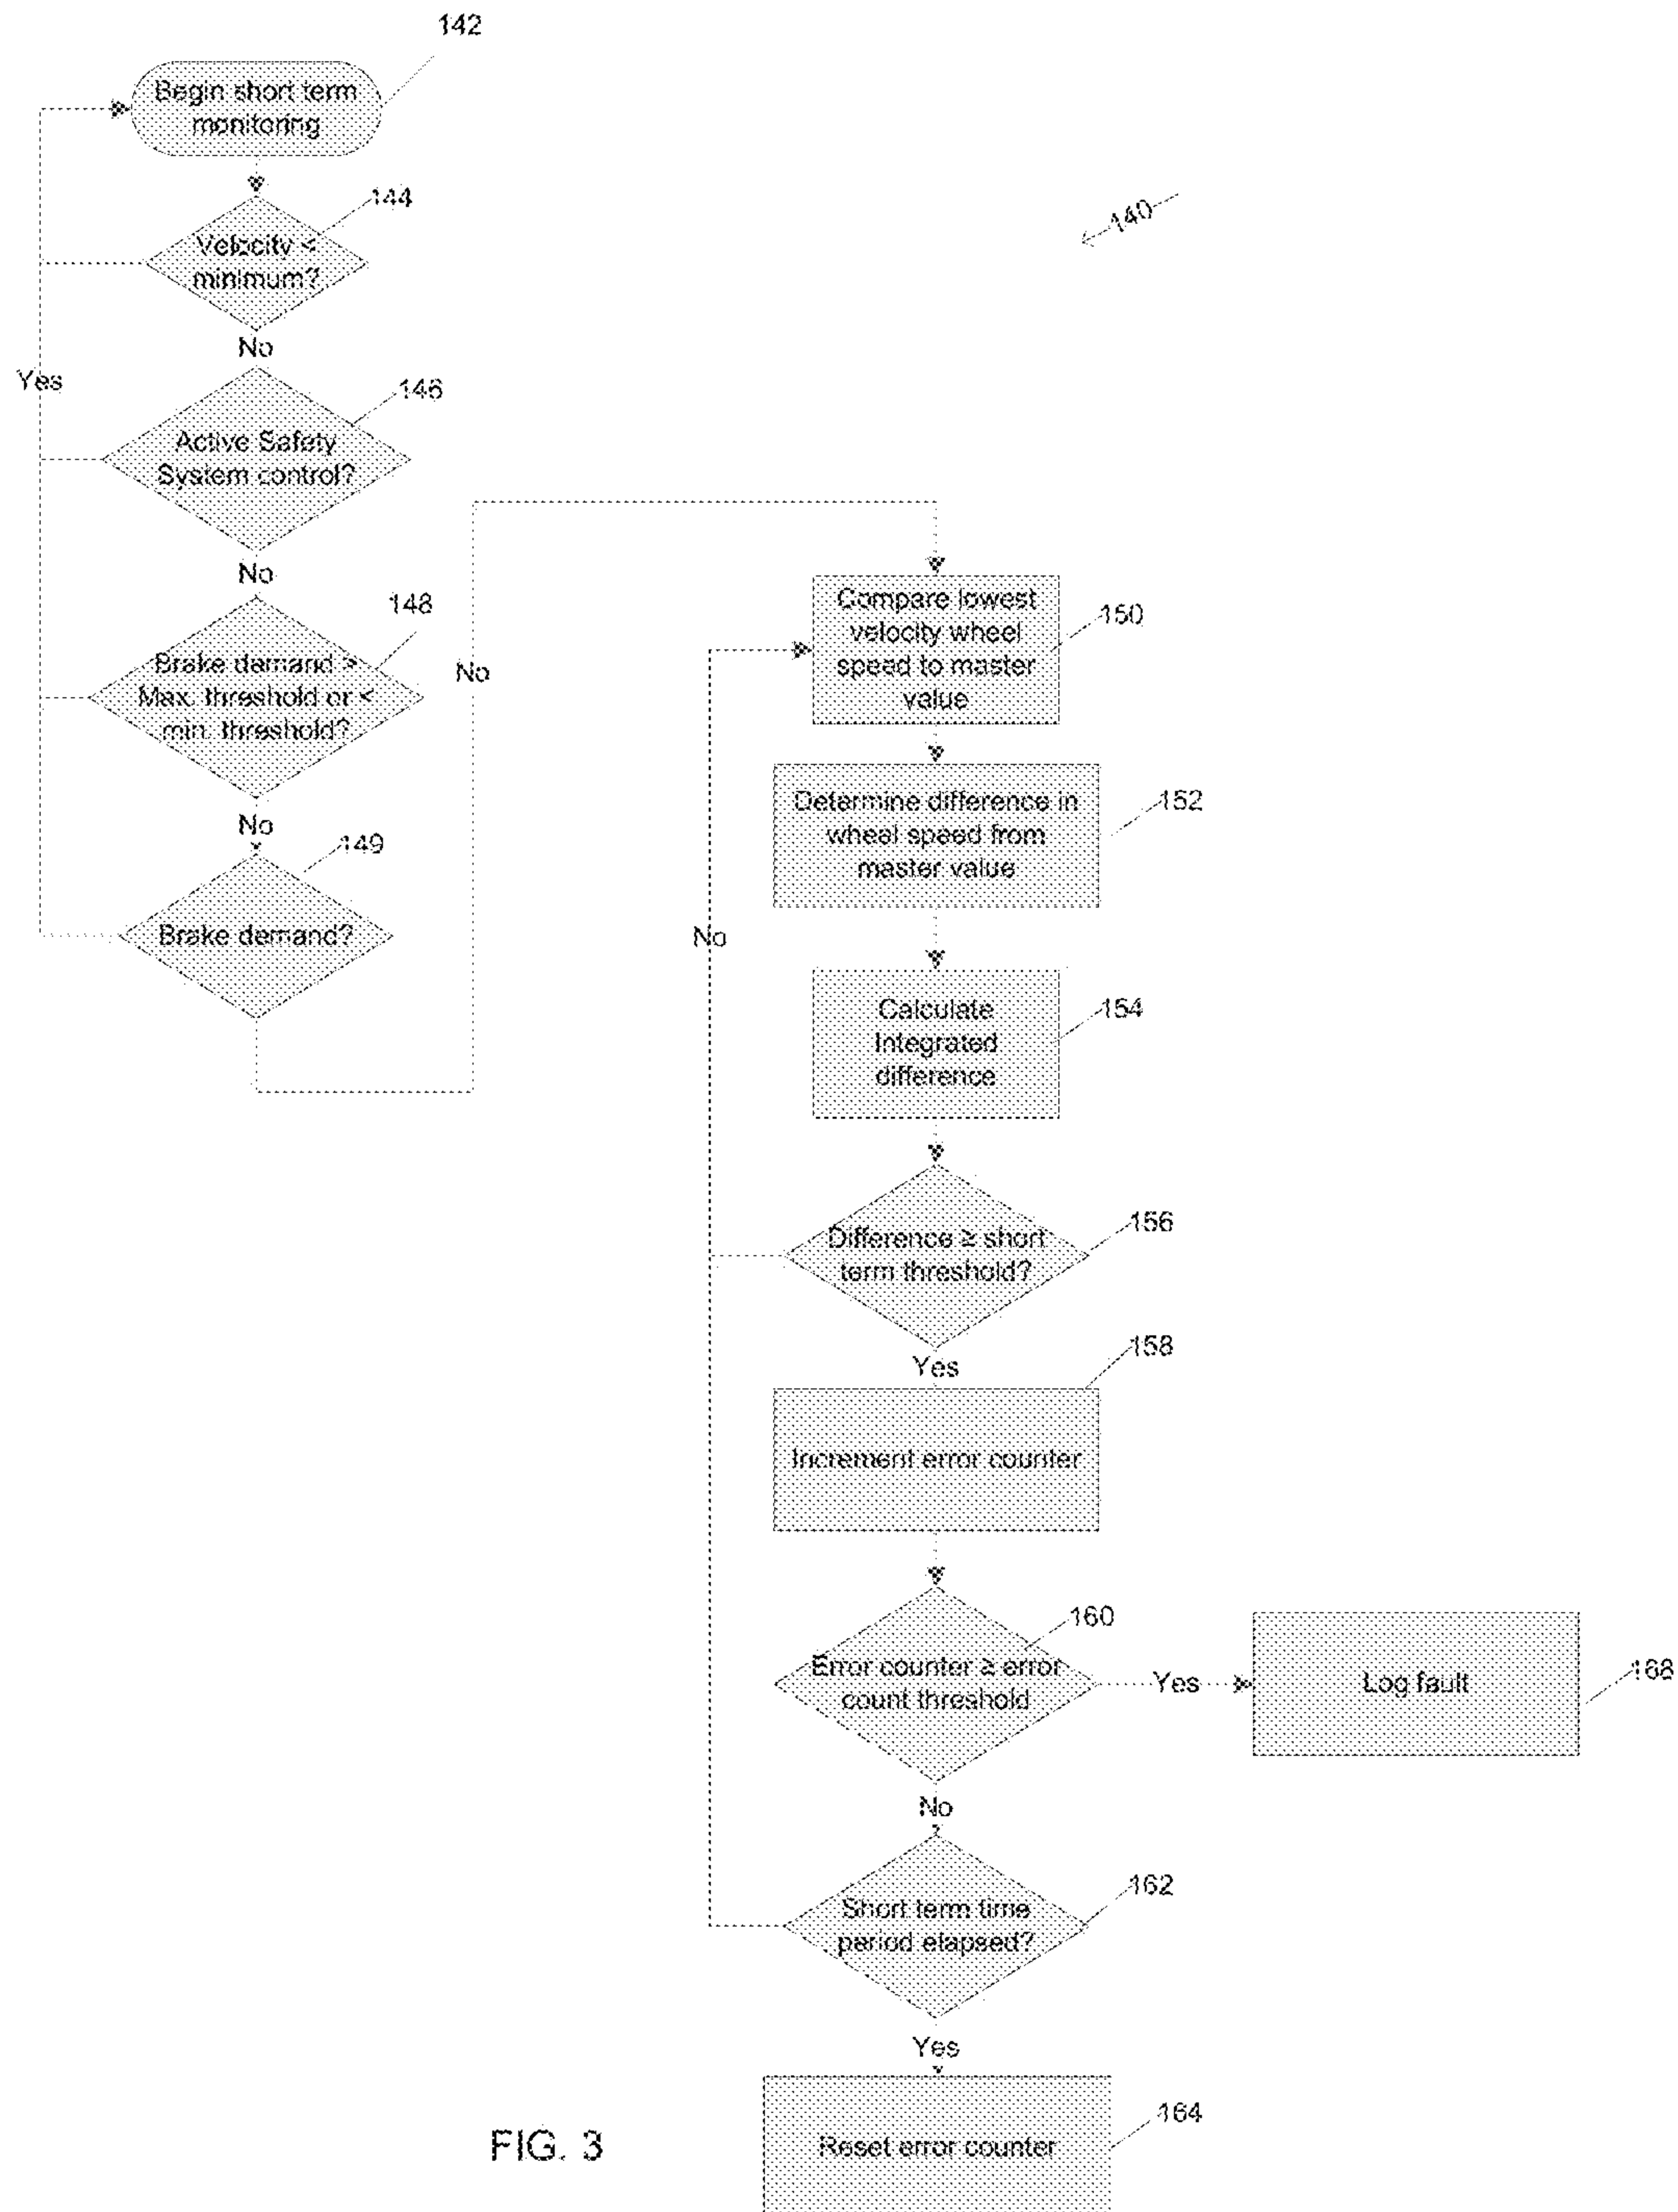 142
Begin short term
monitoring
144
Velocity <
minimum?
140
No
Yes
146
Active Safety
System control?
No
148
Brake demand >
Max. threshold or <
min. threshold?
No
No
149
Brake demand?
Compare lowest
velocity wheel
speed to master
value
150
Determine difference in
wheel speed from
master value
152
No
Calculate
Integrated
difference
154
Difference ≥ short
term threshold?
156
Yes
158
Increment error counter
160
Error counter ≥ error
count threshold
Yes
Log fault
168
No
Short term time
period elapsed?
162
Yes
Reset error counter
164
FIG. 3